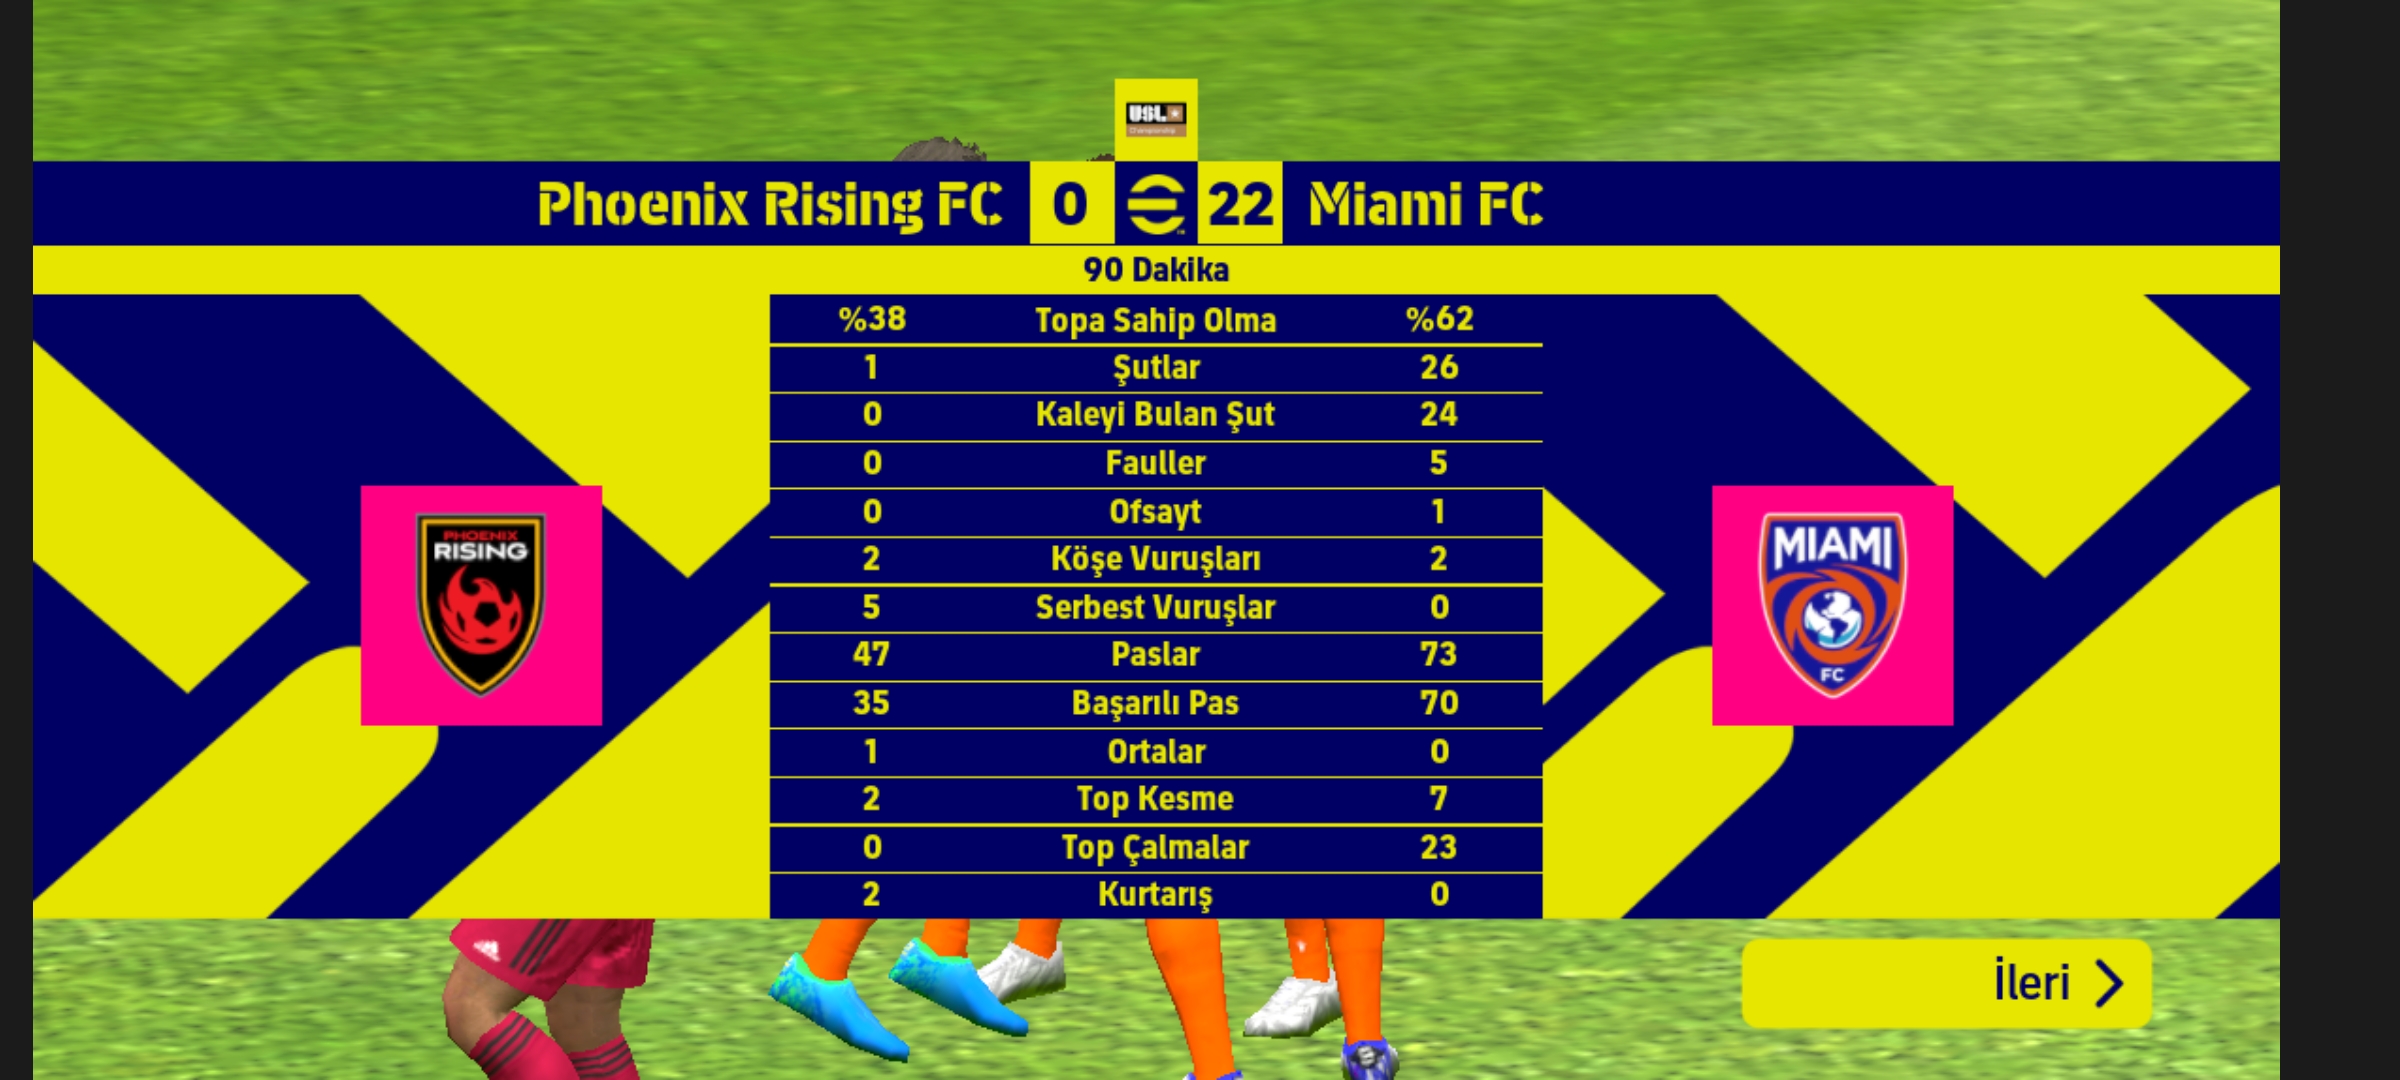 USL
Championship
Phoenix Rising FC 0 22 Miami FC
90 Dakika
%38 Topa Sahip Olma %62
1 Şutlar 26
0 Kaleyi Bulan Şut 24
0 Fauller 5
0 Ofsayt 1
2 Köşe Vuruşları 2
5 Serbest Vuruşlar 0
47 Paslar 73
35 Başarılı Pas 70
1 Ortalar 0
2 Top Kesme 7
0 Top Çalmalar 23
2 Kurtarış 0
PHOENIX
RISING
MIAMI
FC
İleri